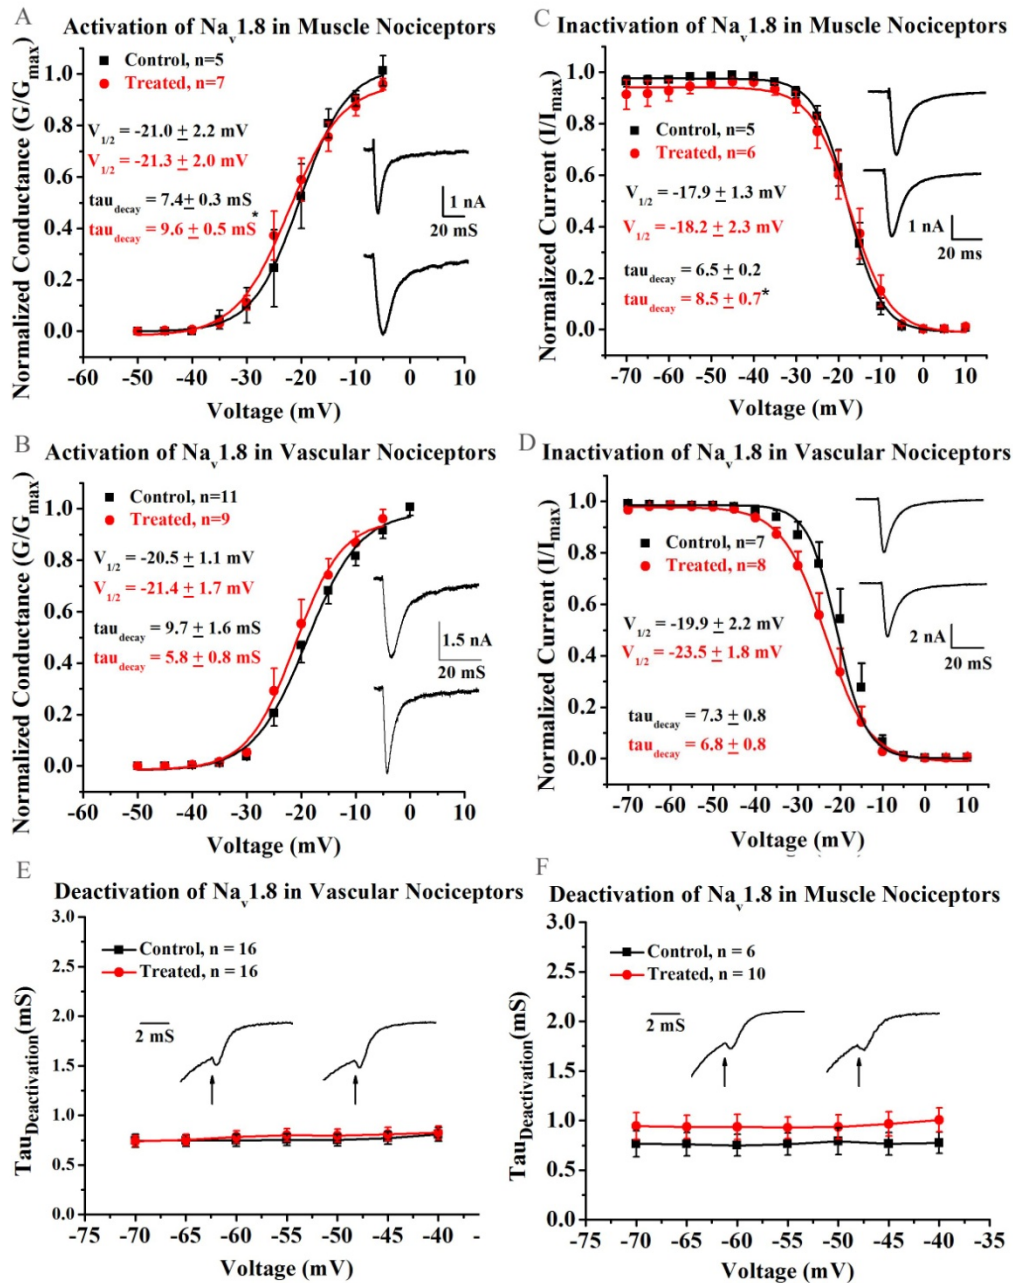 A
Activation of Nav1.8 in Muscle Nociceptors
Normalized Conductance (G/Gmax)
1.0
0.8
0.6
0.4
0.2
0.0
Control, n=5
Treated, n=7
V1/2 = -21.0 ± 2.2 mV
V1/2 = -21.3 ± 2.0 mV
taudecay = 7.4± 0.3 mS
taudecay = 9.6 ± 0.5 mS*
1 nA
20 mS
-60 -50 -40 -30 -20 -10 0 10
Voltage (mV)
C
Inactivation of Nav1.8 in Muscle Nociceptors
Normalized Current (I/Imax)
1.0
0.8
0.6
0.4
0.2
0.0
Control, n=5
Treated, n=6
V1/2 = -17.9 ± 1.3 mV
V1/2 = -18.2 ± 2.3 mV
taudecay = 6.5 ± 0.2
taudecay = 8.5 ± 0.7*
1 nA
20 ms
-70 -60 -50 -40 -30 -20 -10 0 10
Voltage (mV)
B
Activation of Nav1.8 in Vascular Nociceptors
Normalized Conductance (G/Gmax)
1.0
0.8
0.6
0.4
0.2
0.0
Control, n=11
Treated, n=9
V1/2 = -20.5 ± 1.1 mV
V1/2 = -21.4 ± 1.7 mV
taudecay = 9.7 ± 1.6 mS
taudecay = 5.8 ± 0.8 mS
1.5 nA
20 mS
-60 -50 -40 -30 -20 -10 0 10
Voltage (mV)
D
Inactivation of Nav1.8 in Vascular Nociceptors
Normalized Current (I/Imax)
1.0
0.8
0.6
0.4
0.2
0.0
Control, n=7
Treated, n=8
V1/2 = -19.9 ± 2.2 mV
V1/2 = -23.5 ± 1.8 mV
taudecay = 7.3 ± 0.8
taudecay = 6.8 ± 0.8
2 nA
20 mS
-70 -60 -50 -40 -30 -20 -10 0 10
Voltage (mV)
E
Deactivation of Nav1.8 in Vascular Nociceptors
TauDeactivation(mS)
3.0
2.5
2.0
1.5
1.0
0.5
0.0
Control, n = 16
Treated, n = 16
2 mS
-75 -70 -65 -60 -55 -50 -45 -40
Voltage (mV)
F
Deactivation of Nav1.8 in Muscle Nociceptors
TauDeactivation(mS)
3.0
2.5
2.0
1.5
1.0
0.5
0.0
Control, n = 6
Treated, n = 10
2 mS
-75 -70 -65 -60 -55 -50 -45 -40 -35
Voltage (mV)